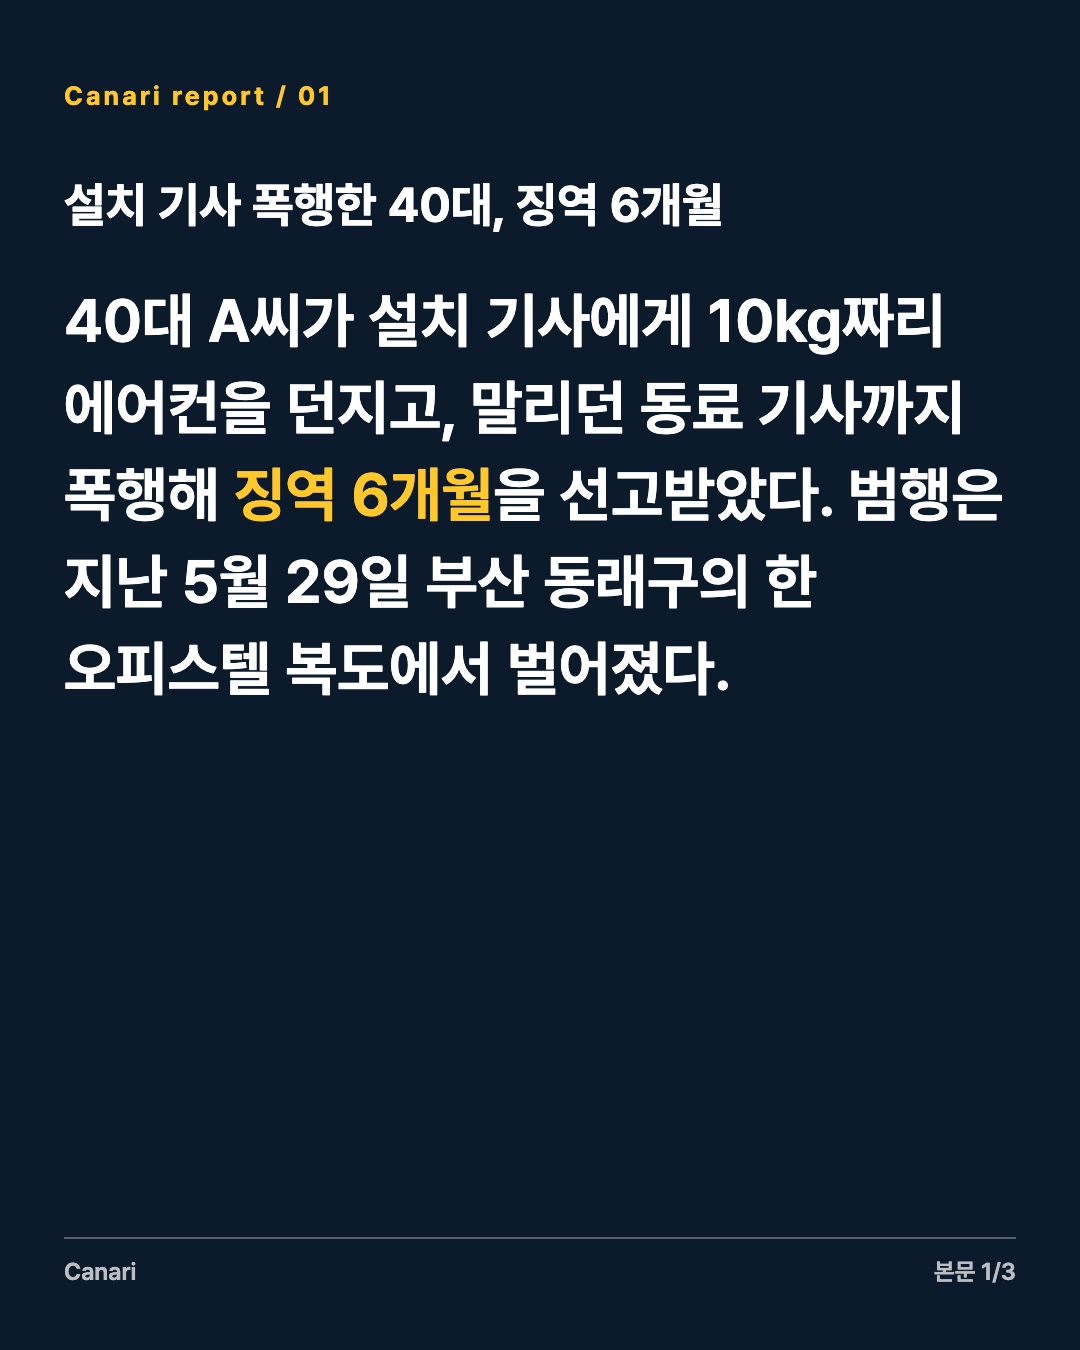 Canari report / 01
설치 기사 폭행한 40대, 징역 6개월
40대 A씨가 설치 기사에게 10kg짜리
에어컨을 던지고, 말리던 동료 기사까지
폭행해 징역 6개월을 선고받았다. 범행은
지난 5월 29일 부산 동래구의 한
오피스텔 복도에서 벌어졌다.
Canari
본문 1/3